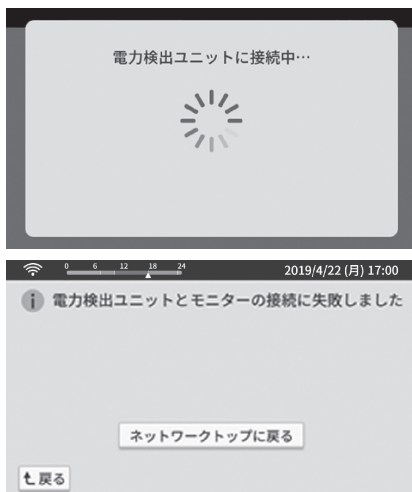 電力検出ユニットに接続中…
0 6 12 18 24
2019/4/22 (月) 17:00
i 電力検出ユニットとモニターの接続に失敗しました
ネットワークトップに戻る
戻る